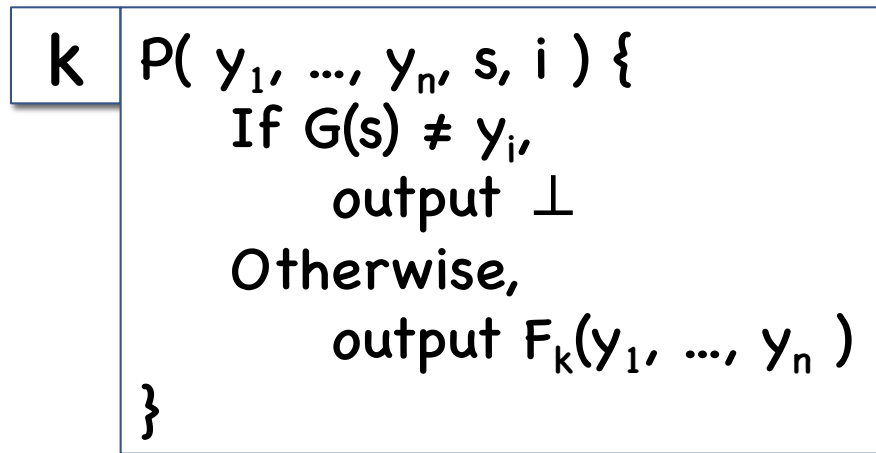 k
P( y₁, ..., yₙ, s, i ) {
If G(s) ≠ yᵢ,
output ⊥
Otherwise,
output Fₖ(y₁, ..., yₙ )
}